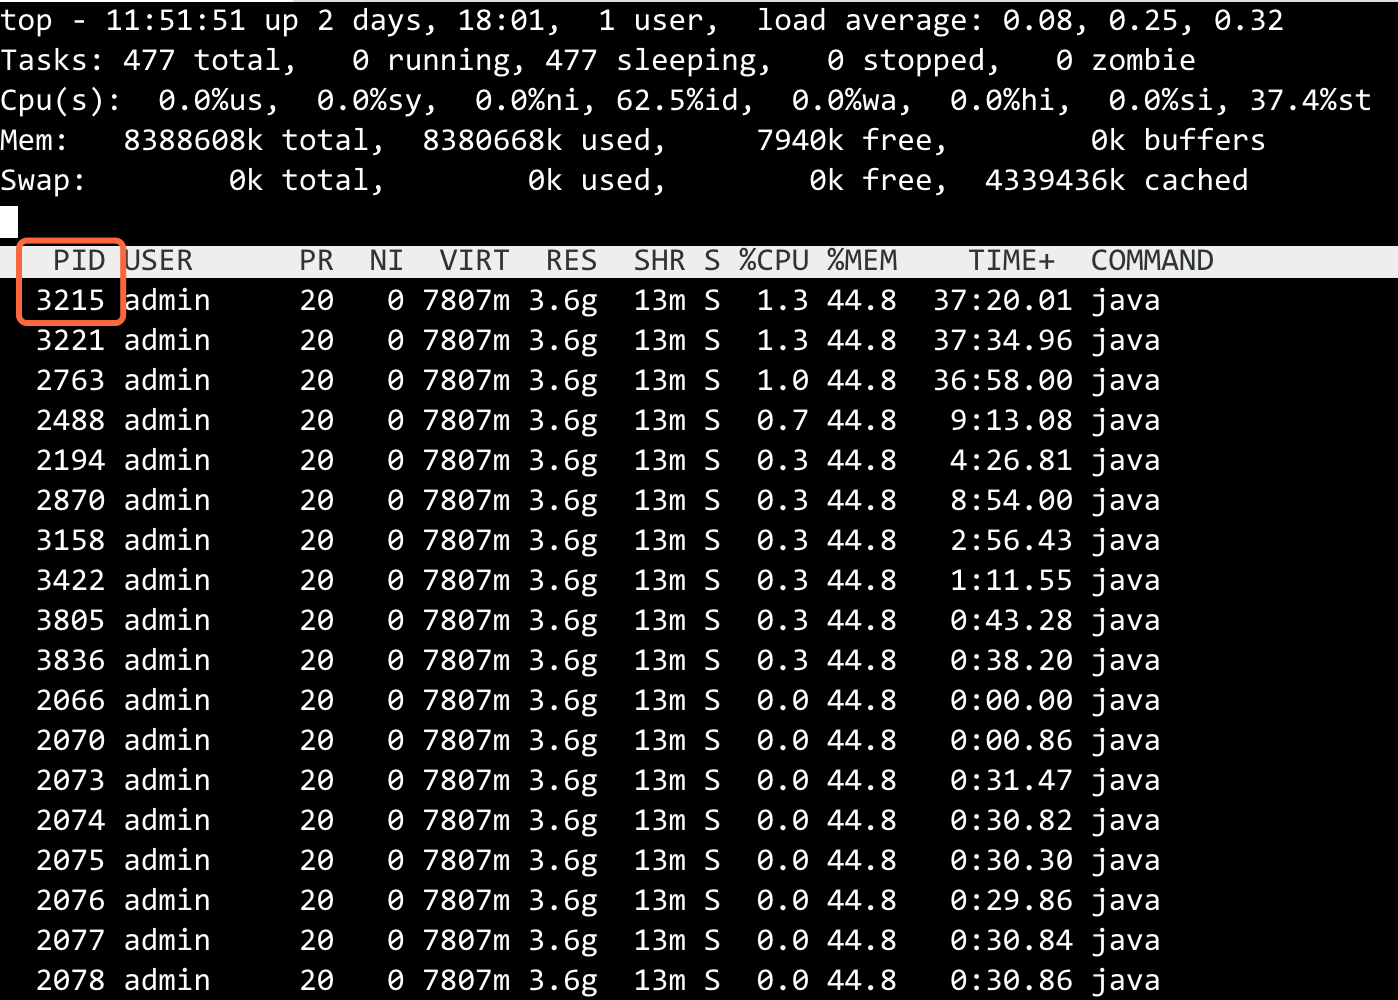 top - 11:51:51 up 2 days, 18:01,  1 user,  load average: 0.08, 0.25, 0.32
Tasks: 477 total,   0 running, 477 sleeping,   0 stopped,   0 zombie
Cpu(s):  0.0%us,  0.0%sy,  0.0%ni, 62.5%id,  0.0%wa,  0.0%hi,  0.0%si, 37.4%st
Mem:   8388608k total,  8380668k used,     7940k free,        0k buffers
Swap:        0k total,        0k used,        0k free,  4339436k cached
PID USER      PR  NI  VIRT  RES  SHR S %CPU %MEM    TIME+  COMMAND
3215 admin     20   0 7807m 3.6g  13m S  1.3 44.8  37:20.01 java
3221 admin     20   0 7807m 3.6g  13m S  1.3 44.8  37:34.96 java
2763 admin     20   0 7807m 3.6g  13m S  1.0 44.8  36:58.00 java
2488 admin     20   0 7807m 3.6g  13m S  0.7 44.8   9:13.08 java
2194 admin     20   0 7807m 3.6g  13m S  0.3 44.8   4:26.81 java
2870 admin     20   0 7807m 3.6g  13m S  0.3 44.8   8:54.00 java
3158 admin     20   0 7807m 3.6g  13m S  0.3 44.8   2:56.43 java
3422 admin     20   0 7807m 3.6g  13m S  0.3 44.8   1:11.55 java
3805 admin     20   0 7807m 3.6g  13m S  0.3 44.8   0:43.28 java
3836 admin     20   0 7807m 3.6g  13m S  0.3 44.8   0:38.20 java
2066 admin     20   0 7807m 3.6g  13m S  0.0 44.8   0:00.00 java
2070 admin     20   0 7807m 3.6g  13m S  0.0 44.8   0:00.86 java
2073 admin     20   0 7807m 3.6g  13m S  0.0 44.8   0:31.47 java
2074 admin     20   0 7807m 3.6g  13m S  0.0 44.8   0:30.82 java
2075 admin     20   0 7807m 3.6g  13m S  0.0 44.8   0:30.30 java
2076 admin     20   0 7807m 3.6g  13m S  0.0 44.8   0:29.86 java
2077 admin     20   0 7807m 3.6g  13m S  0.0 44.8   0:30.84 java
2078 admin     20   0 7807m 3.6g  13m S  0.0 44.8   0:30.86 java